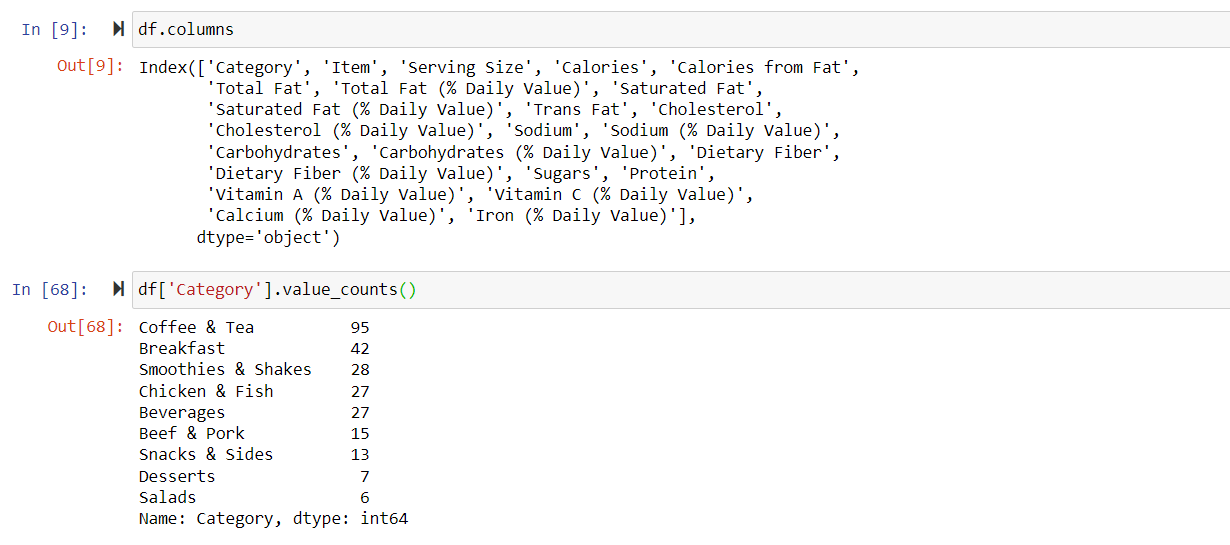 In [9]: df.columns
Out[9]: Index(['Category', 'Item', 'Serving Size', 'Calories', 'Calories from Fat',
'Total Fat', 'Total Fat (% Daily Value)', 'Saturated Fat',
'Saturated Fat (% Daily Value)', 'Trans Fat', 'Cholesterol',
'Cholesterol (% Daily Value)', 'Sodium', 'Sodium (% Daily Value)',
'Carbohydrates', 'Carbohydrates (% Daily Value)', 'Dietary Fiber',
'Dietary Fiber (% Daily Value)', 'Sugars', 'Protein',
'Vitamin A (% Daily Value)', 'Vitamin C (% Daily Value)',
'Calcium (% Daily Value)', 'Iron (% Daily Value)'],
dtype='object')
In [68]: df['Category'].value_counts()
Out[68]: Coffee & Tea 95
Breakfast 42
Smoothies & Shakes 28
Chicken & Fish 27
Beverages 27
Beef & Pork 15
Snacks & Sides 13
Desserts 7
Salads 6
Name: Category, dtype: int64